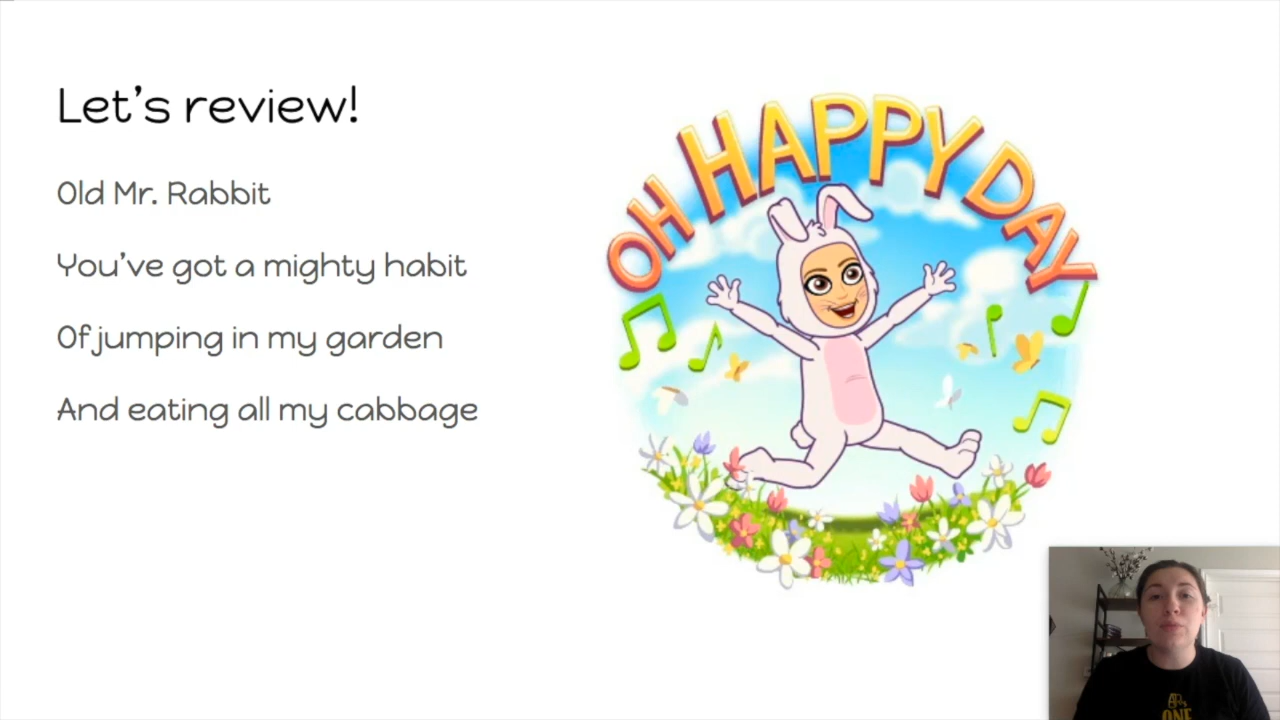 Let's review!
Old Mr. Rabbit
You've got a mighty habit
Of jumping in my garden
And eating all my cabbage
OH HAPPY DAY
ONE